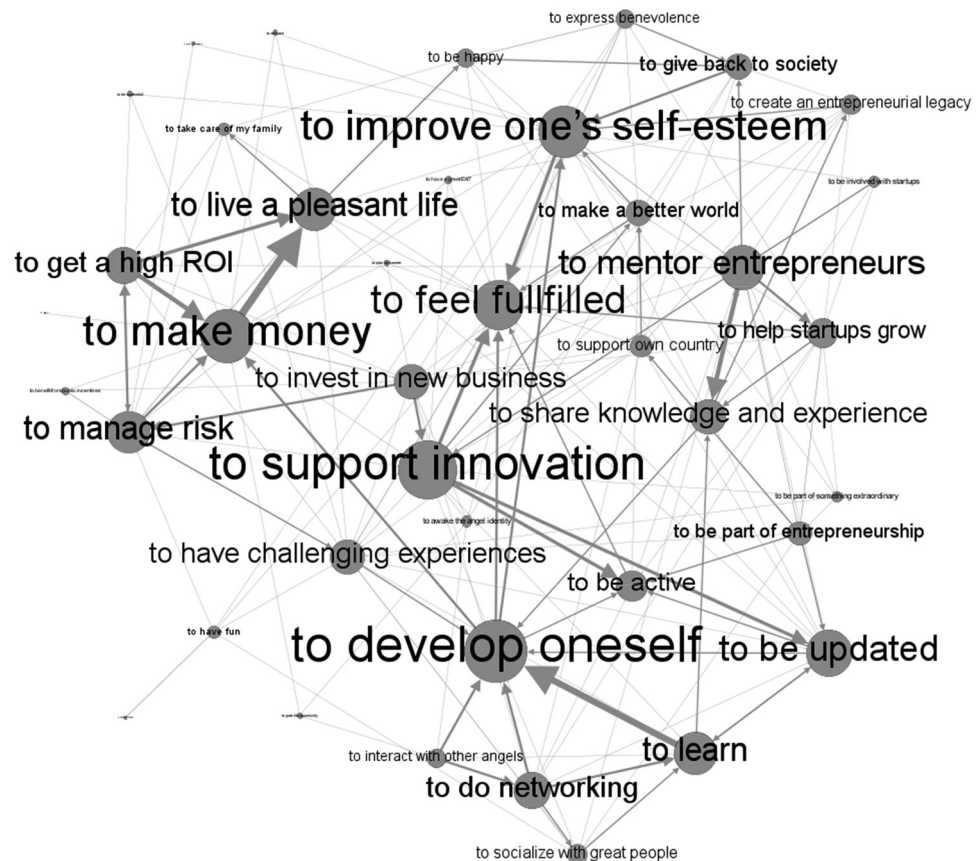 to express benevolence
to be happy
to give back to society
to create an entrepreneurial legacy
to improve one's self-esteem
to take care of my family
to be involved with startups
to live a pleasant life
to make a better world
to get a high ROI
to mentor entrepreneurs
to feel fullfilled
to make money
to help startups grow
to support own country
to invest in new business
to share knowledge and experience
to manage risk
to support innovation
to be part of something extraordinary
to awake the angel identity
to be part of entrepreneurship
to have challenging experiences
to be active
to have fun
to develop oneself
to be updated
to learn
to interact with other angels
to do networking
to socialize with great people